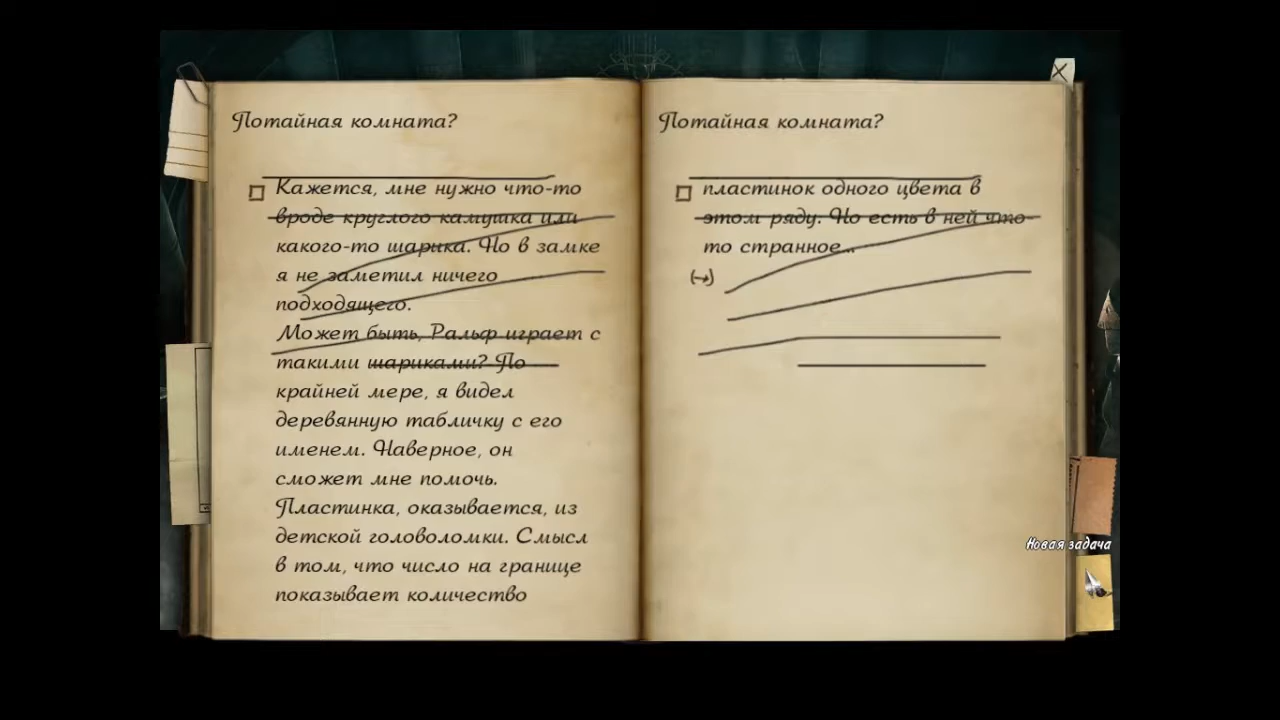 Потайная комната?
Кажется, мне нужно что-то
вроде круглого камушка или
какого-то шарика. Но в замке
я не заметил ничего
подходящего.
Может быть, Ральф играет с
такими шариками? По
крайней мере, я видел
деревянную табличку с его
именем. Наверное, он
сможет мне помочь.
Пластинка, оказывается, из
детской головоломки. Смысл
в том, что число на границе
показывает количество
Потайная комната?
пластинок одного цвета в
этом ряду. Но есть в ней что-
то странное...
(→)
Новая задача